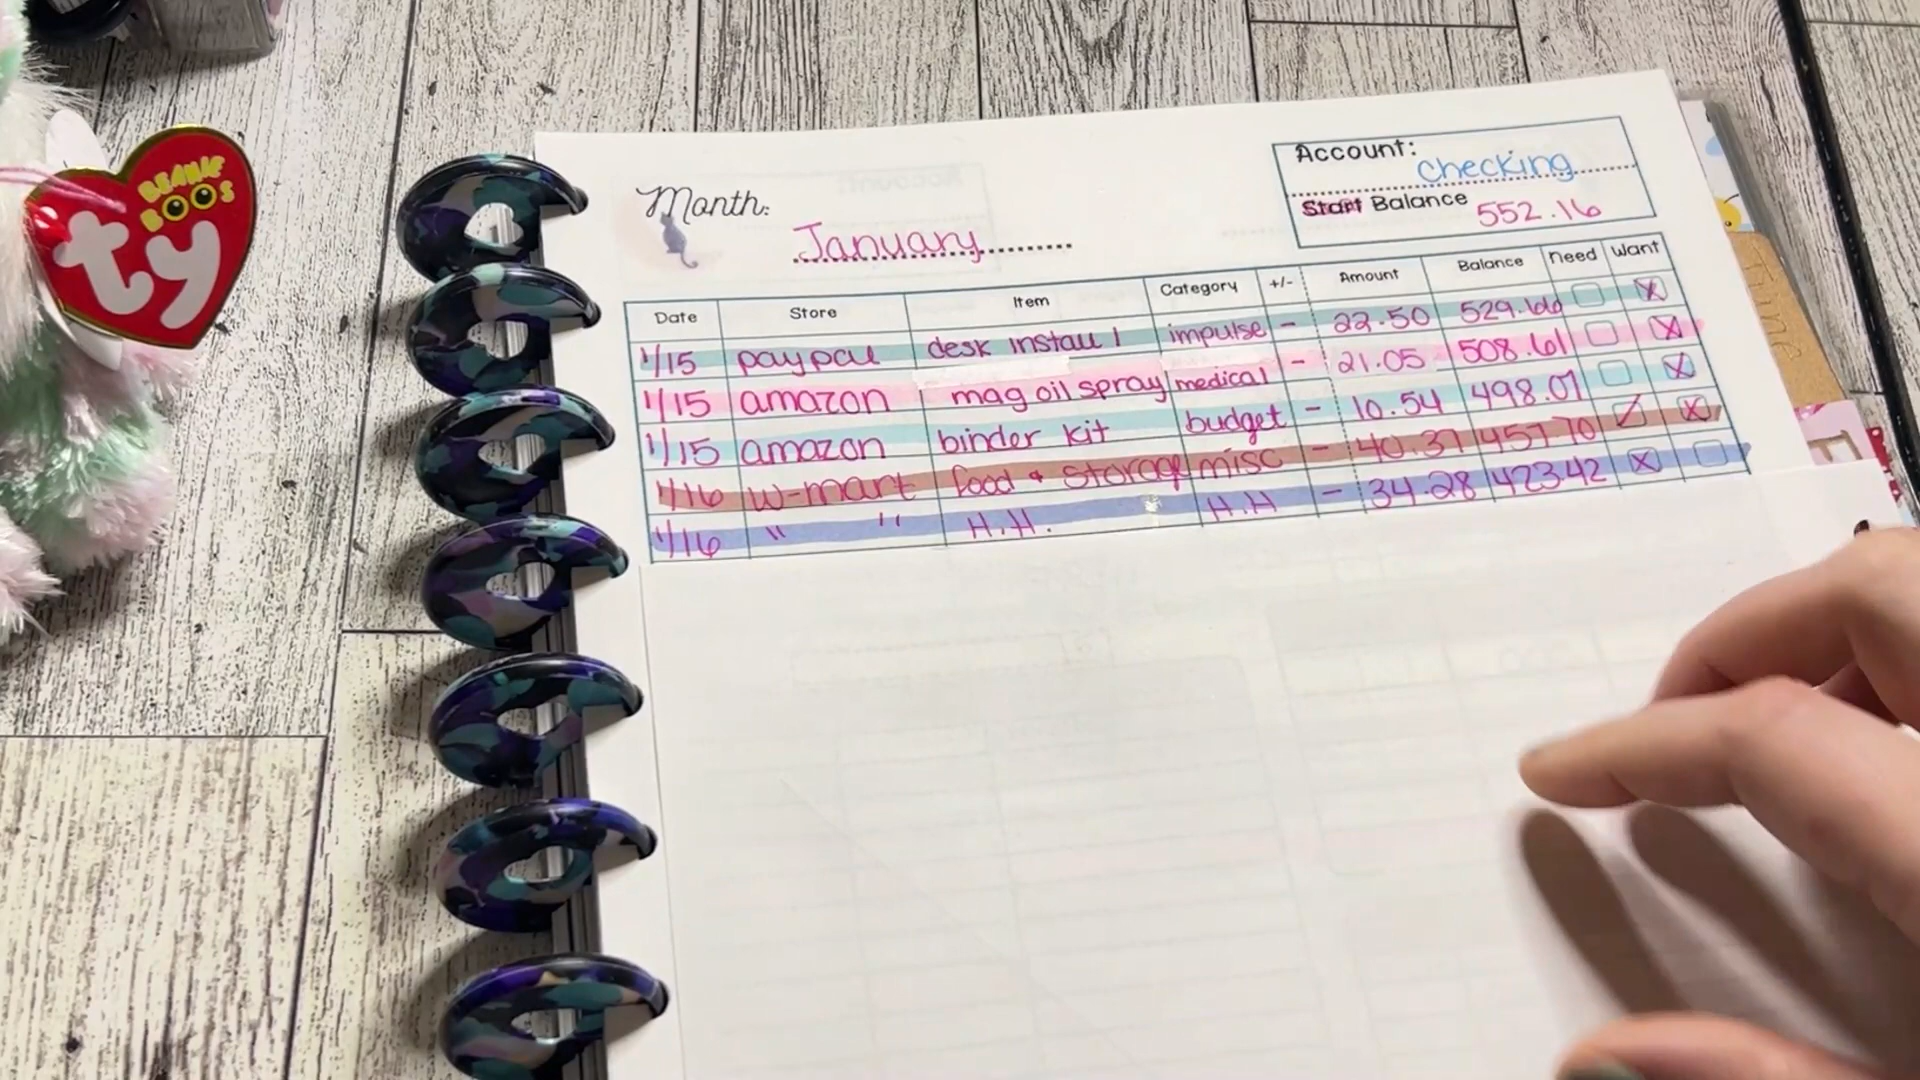 BEANIE
BOOS
ty
Account: checking
Start Balance 552.16
Month: January
Date Store Item Category +/- Amount Balance need want
1/15 paypal desk install 1 impulse - 22.50 529.66 X
1/15 amazon mag oil spray medical - 21.05 508.61 X
1/15 amazon binder kit budget - 10.54 498.07 X
1/16 w-mart food + storage misc - 40.37 457.70 / X
1/16 " " H.H. H.H - 34.28 423.42 X